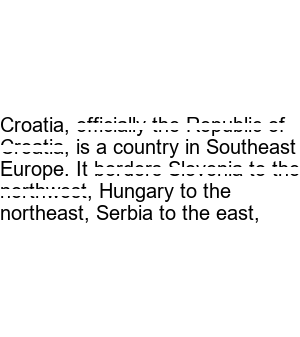 Croatia, officially the Republic of
Croatia, is a country in Southeast
Europe. It borders Slovenia to the
northwest, Hungary to the
northeast, Serbia to the east,